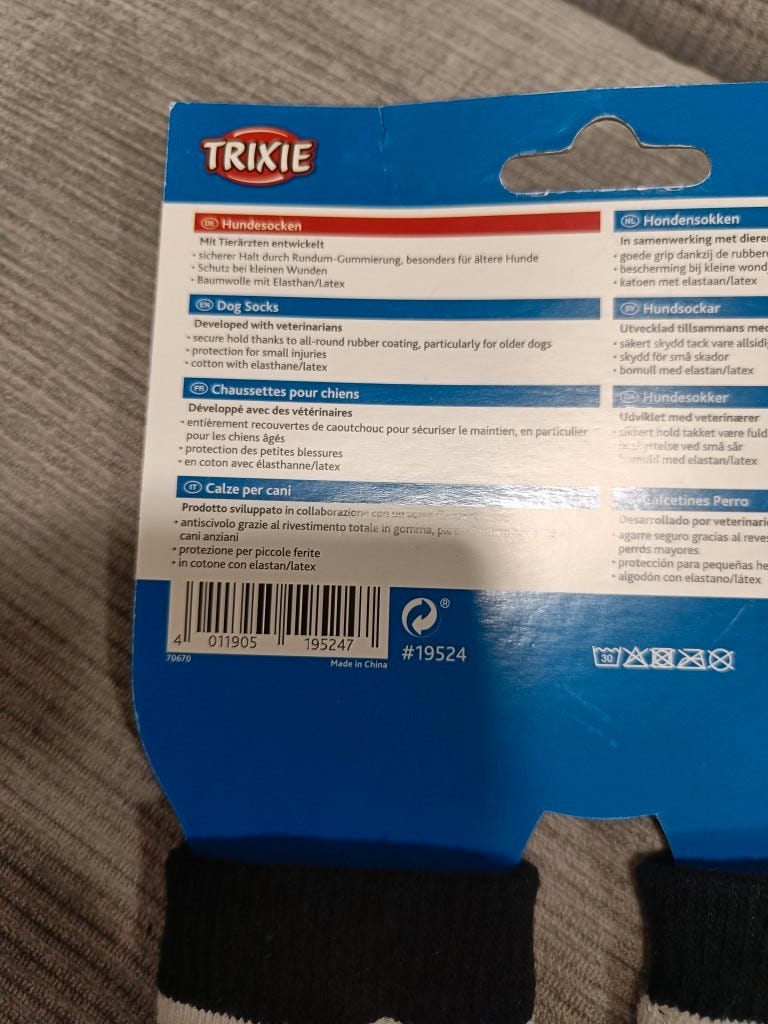 TRIXIE
DE Hundesocken
Mit Tierärzten entwickelt
• sicherer Halt durch Rundum-Gummierung, besonders für ältere Hunde
• Schutz bei kleinen Wunden
• Baumwolle mit Elasthan/Latex
EN Dog Socks
Developed with veterinarians
• secure hold thanks to all-round rubber coating, particularly for older dogs
• protection for small injuries
• cotton with elasthane/latex
FR Chaussettes pour chiens
Développé avec des vétérinaires
• entièrement recouvertes de caoutchouc pour sécuriser le maintien, en particulier
pour les chiens âgés
• protection des petites blessures
• en coton avec élasthanne/latex
IT Calze per cani
Prodotto sviluppato in collaborazione con un
• antiscivolo grazie al rivestimento totale in gomma,
cani anziani
• protezione per piccole ferite
• in cotone con elastan/latex
NL Hondensokken
In samenwerking met diere
• goede grip dankzij de rubber
• bescherming bij kleine wond
• katoen met elastaan/latex
SV Hundsockar
Utvecklad tillsammans med
• säkert skydd tack vare allsidi
• skydd för små skador
• bomull med elastan/latex
DA Hundesokker
Udviklet med veterinærer
• sikkert hold takket være fuld
ved små sår
• bomuld med elastan/latex
Calcetines Perro
Desarrollado por veterinari
• agarre seguro gracias al reves
perros mayores
• protección para pequeñas he
• algodón con elastano/látex
4 011905 195247
70670
Made in China
®
#19524
30